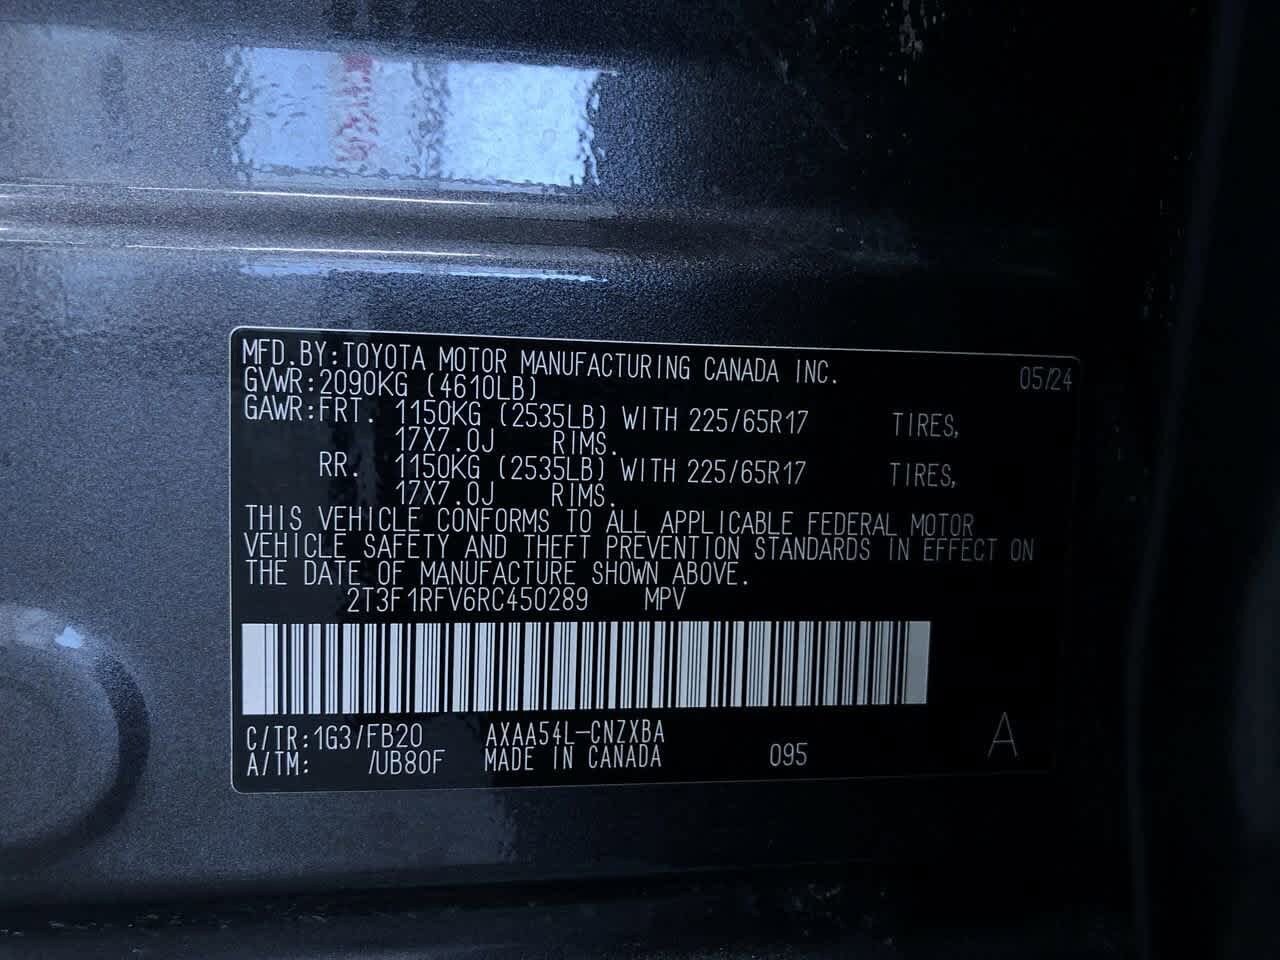 MFD.BY:TOYOTA MOTOR MANUFACTURING CANADA INC. 05/24
GVWR:2090KG (4610LB)
GAWR:FRT. 1150KG (2535LB) WITH 225/65R17 TIRES,
17X7.0J RIMS.
RR. 1150KG (2535LB) WITH 225/65R17 TIRES,
17X7.0J RIMS.
THIS VEHICLE CONFORMS TO ALL APPLICABLE FEDERAL MOTOR
VEHICLE SAFETY AND THEFT PREVENTION STANDARDS IN EFFECT ON
THE DATE OF MANUFACTURE SHOWN ABOVE.
2T3F1RFV6RC450289 MPV
C/TR:1G3/FB20 AXAA54L-CNZXBA
A/TM: /UB80F MADE IN CANADA 095 A